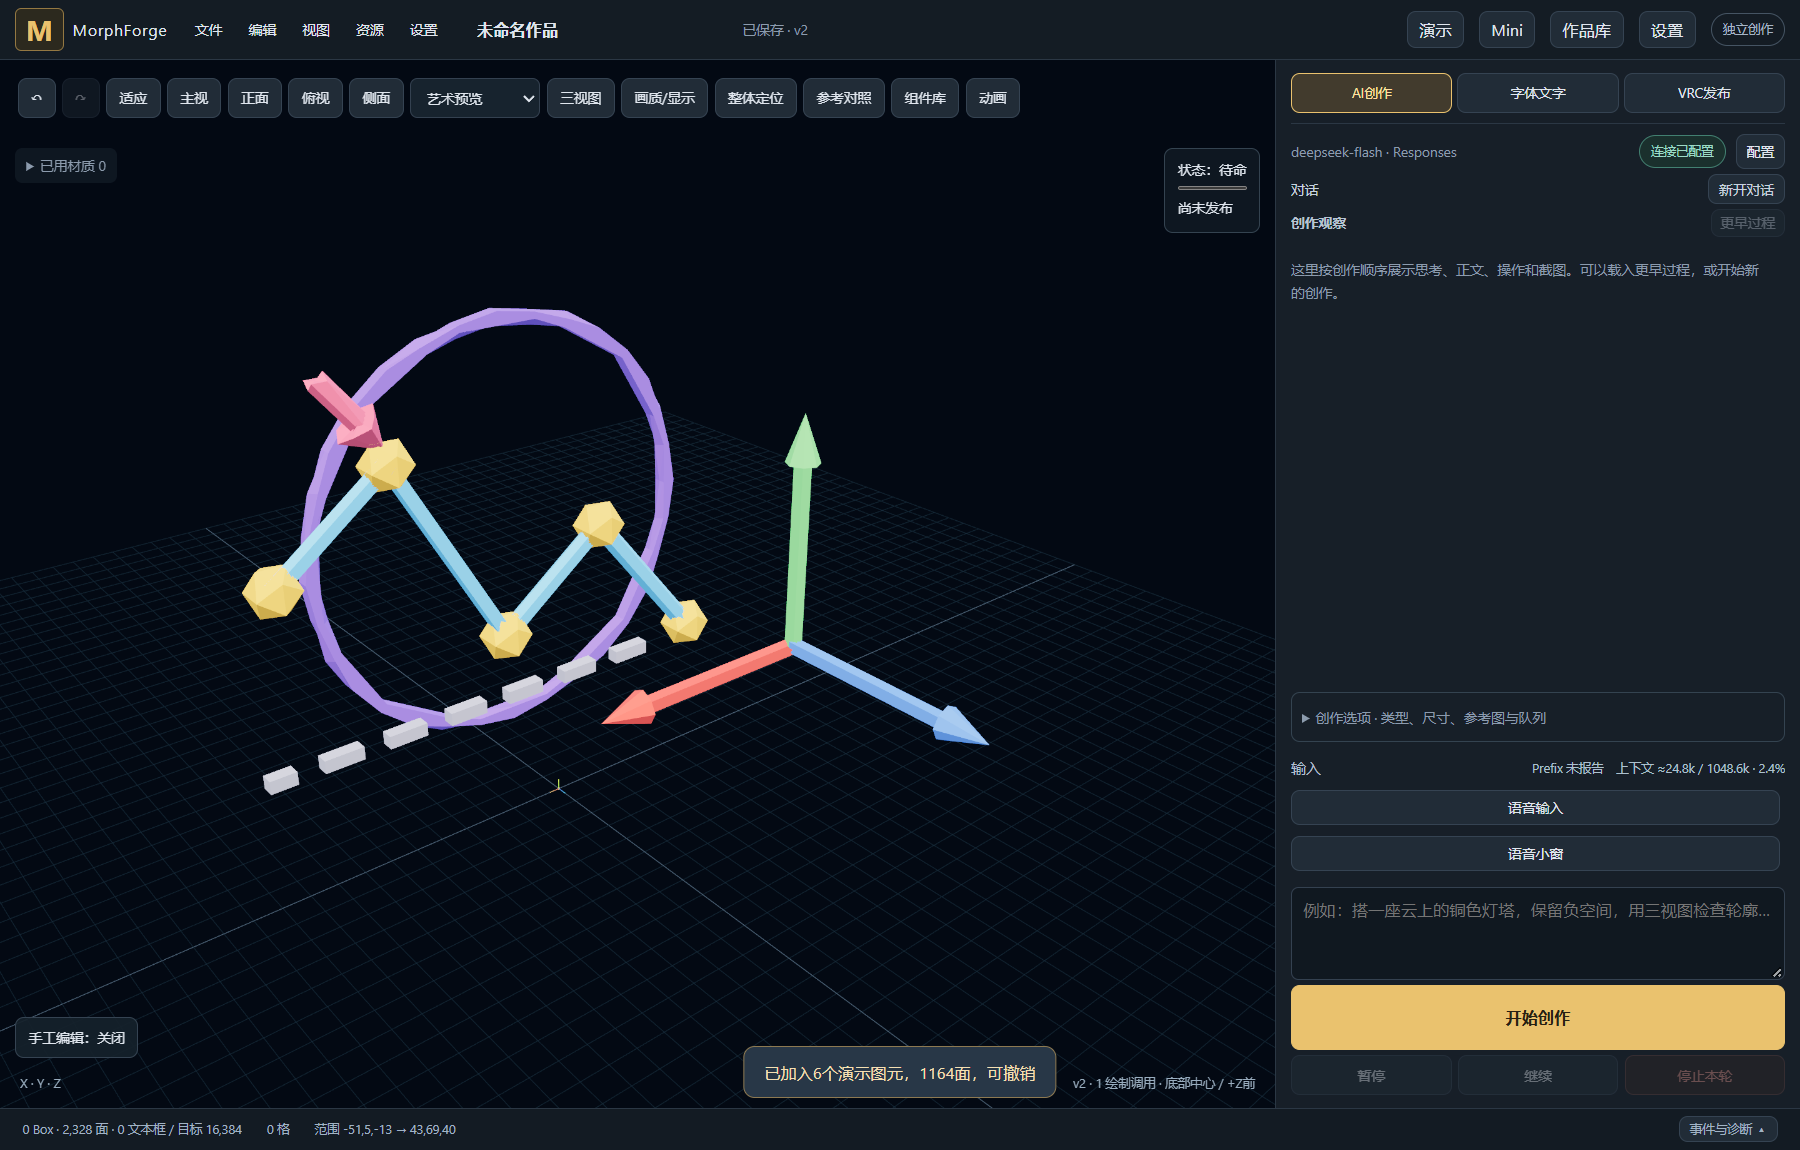 M MorphForge 文件 编辑 视图 资源 设置 未命名作品 已保存 · v2 演示 Mini 作品库 设置 独立创作
适应 主视 正面 俯视 侧面 艺术预览 三视图 画质/显示 整体定位 参考对照 组件库 动画
已用材质 0
状态：待命
尚未发布
AI创作 字体文字 VRC发布
deepseek-flash · Responses 连接已配置 配置
对话 新开对话
创作观察 更早过程
这里按创作顺序展示思考、正文、操作和截图。可以载入更早过程，或开始新
的创作。
创作选项 · 类型、尺寸、参考图与队列
输入 Prefix 未报告 上下文 ≈24.8k / 1048.6k · 2.4%
语音输入
语音小窗
例如：搭一座云上的铜色灯塔，保留负空间，用三视图检查轮廓...
开始创作
暂停 继续 停止本轮
手工编辑：关闭
X · Y · Z
已加入6个演示图元，1164面，可撤销
v2 · 1 绘制调用 · 底部中心 / +Z前
0 Box · 2,328 面 · 0 文本框 / 目标 16,384 0 格 范围 -51,5,-13 → 43,69,40 事件与诊断